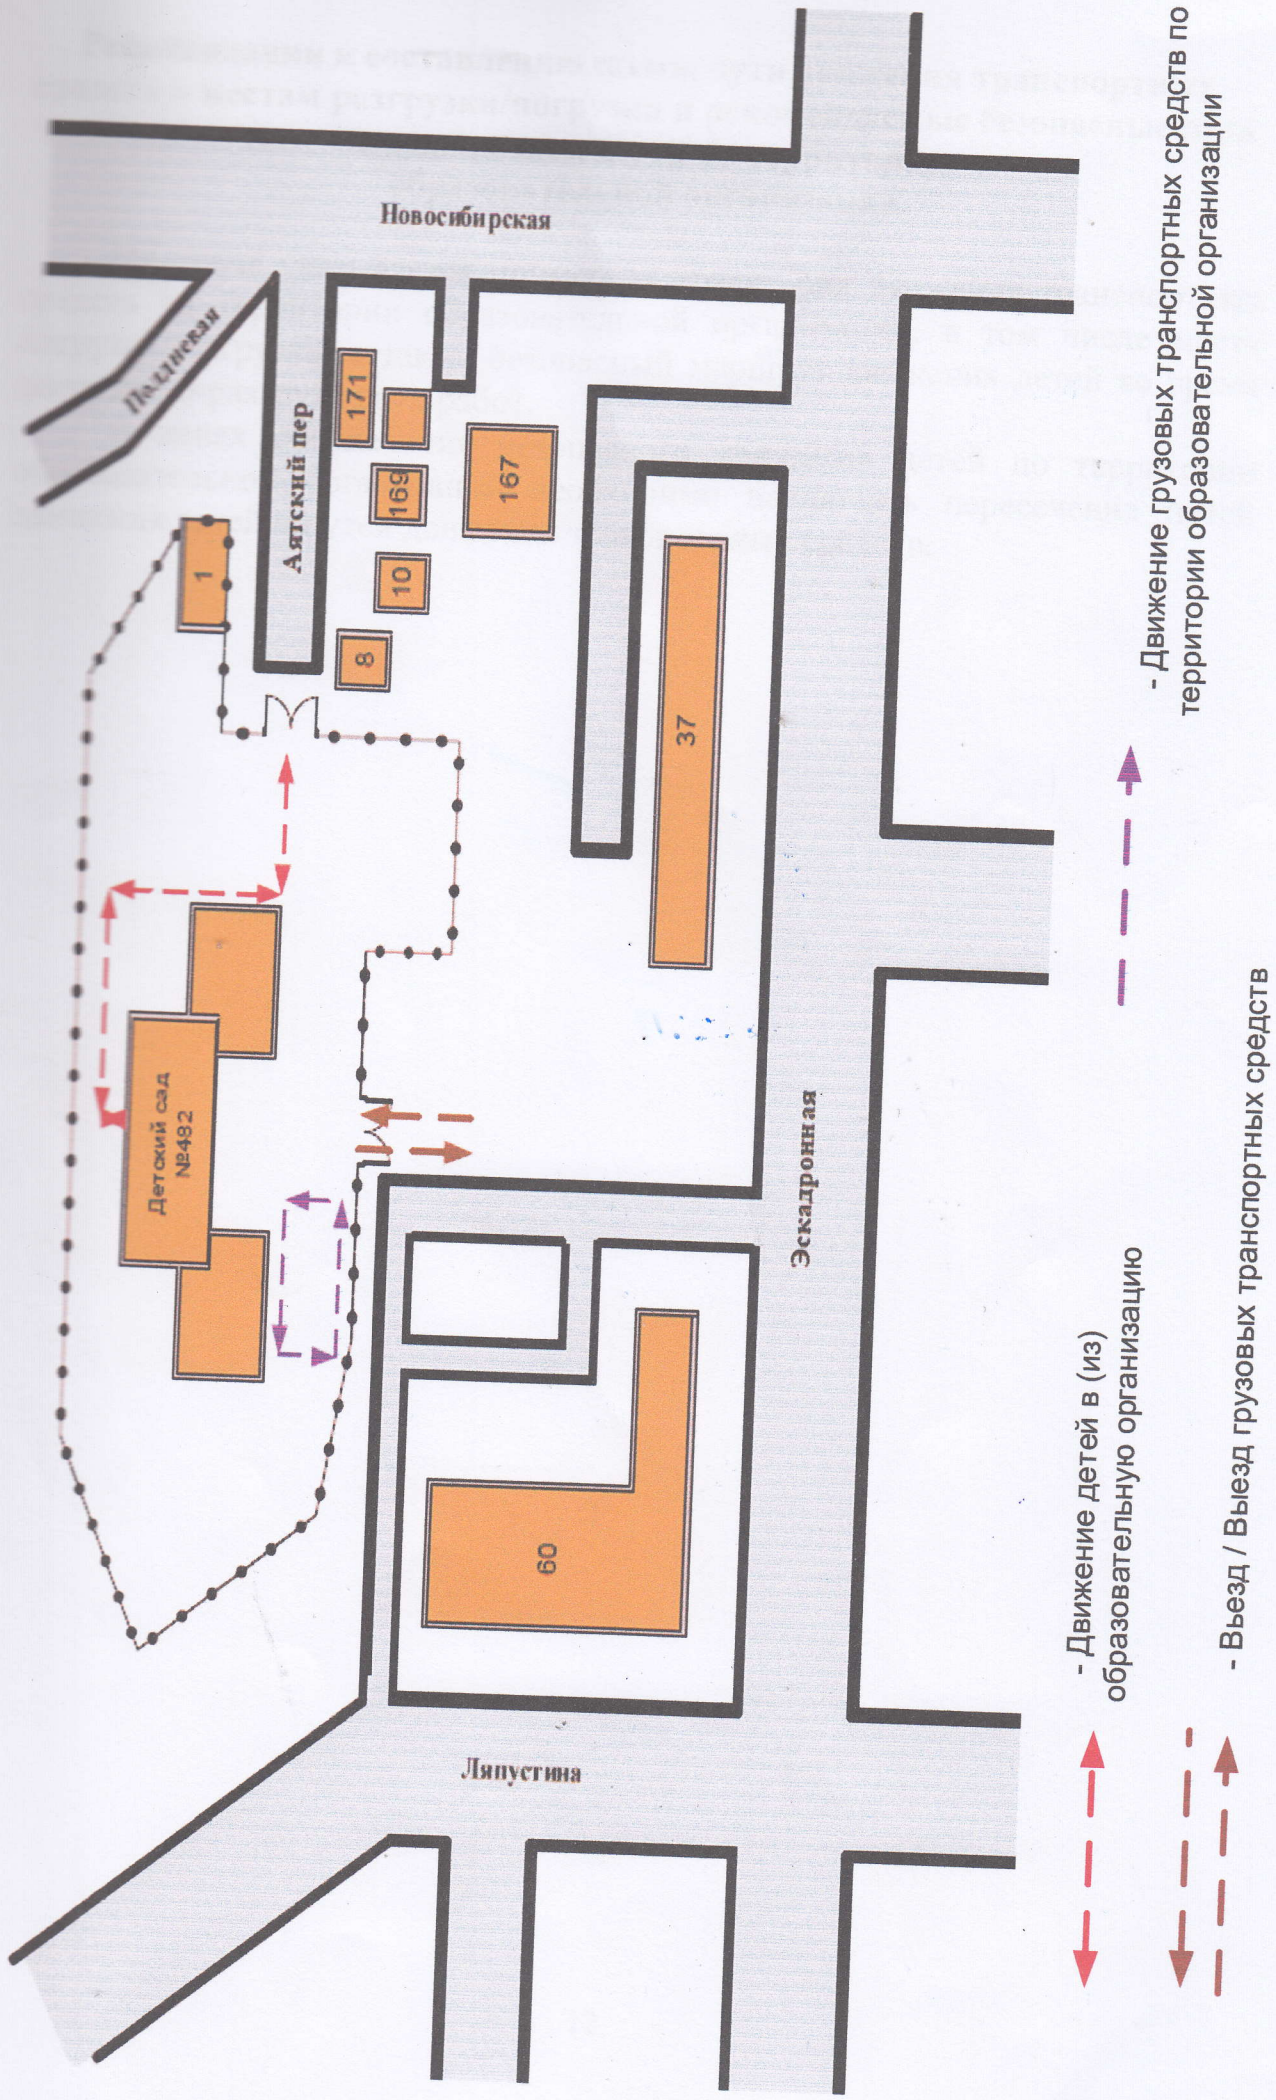 Детский сад
№482
1
Полдневская
Новосибирская
Аятский пер
171
169
10
8
167
37
60
Эскадронная
Ляпустина
- Движение детей в (из)
образовательную организацию
- Въезд / Выезд грузовых транспортных средств
- Движение грузовых транспортных средств по
территории образовательной организации